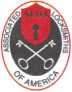 ASSOCIATED LOCKSMITHS
OF AMERICA